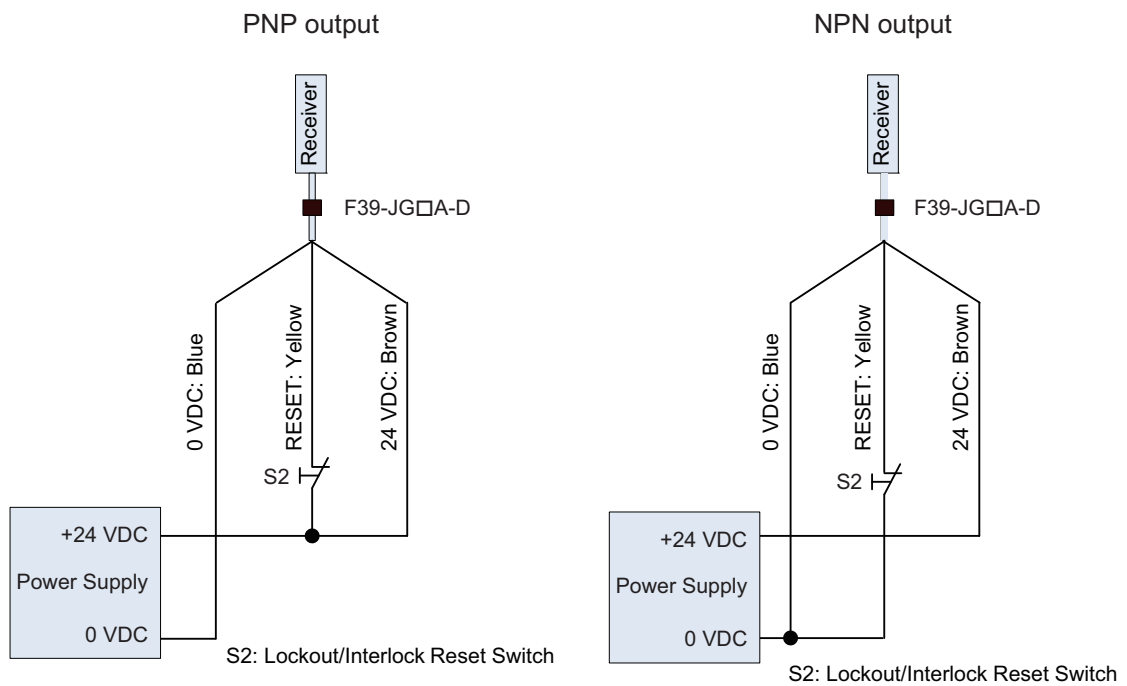 PNP output
Receiver
F39-JG□A-D
0 VDC: Blue
RESET: Yellow
24 VDC: Brown
S2
+24 VDC
Power Supply
0 VDC
S2: Lockout/Interlock Reset Switch
NPN output
Receiver
F39-JG□A-D
0 VDC: Blue
RESET: Yellow
24 VDC: Brown
S2
+24 VDC
Power Supply
0 VDC
S2: Lockout/Interlock Reset Switch